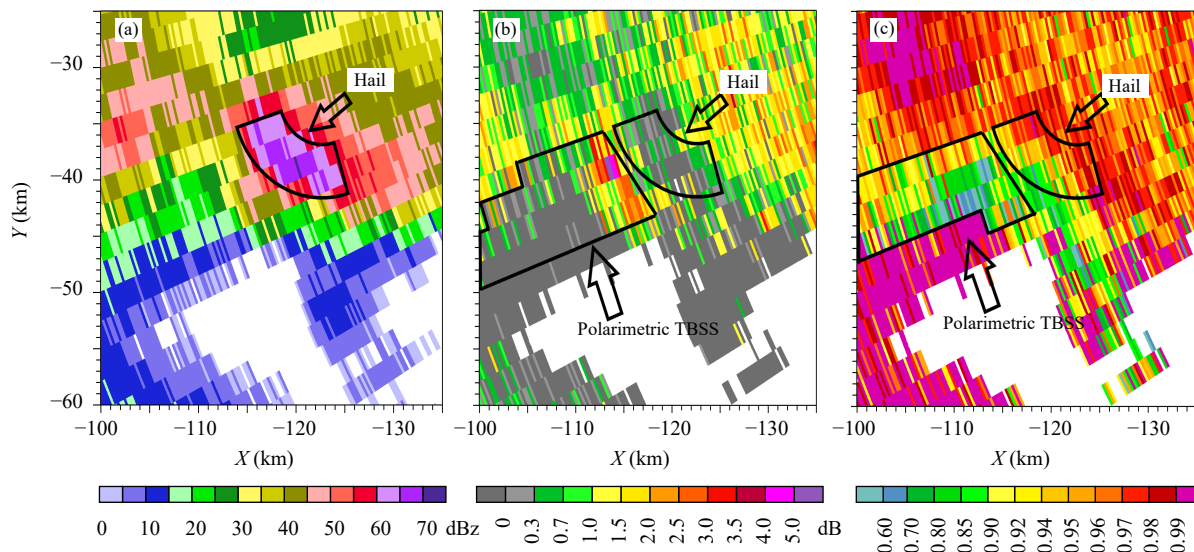 (a)
(b)
(c)
Hail
Hail
Hail
−30
−40
−50
−60
Y (km)
Polarimetric TBSS
Polarimetric TBSS
−100 −110 −120 −130
−100 −110 −120 −130
−100 −110 −120 −130
X (km)
X (km)
X (km)
0 10 20 30 40 50 60 70 dBz
0 0.3 0.7 1.0 1.5 2.0 2.5 3.0 3.5 4.0 5.0 dB
0.60 0.70 0.80 0.85 0.90 0.92 0.94 0.95 0.96 0.97 0.98 0.99